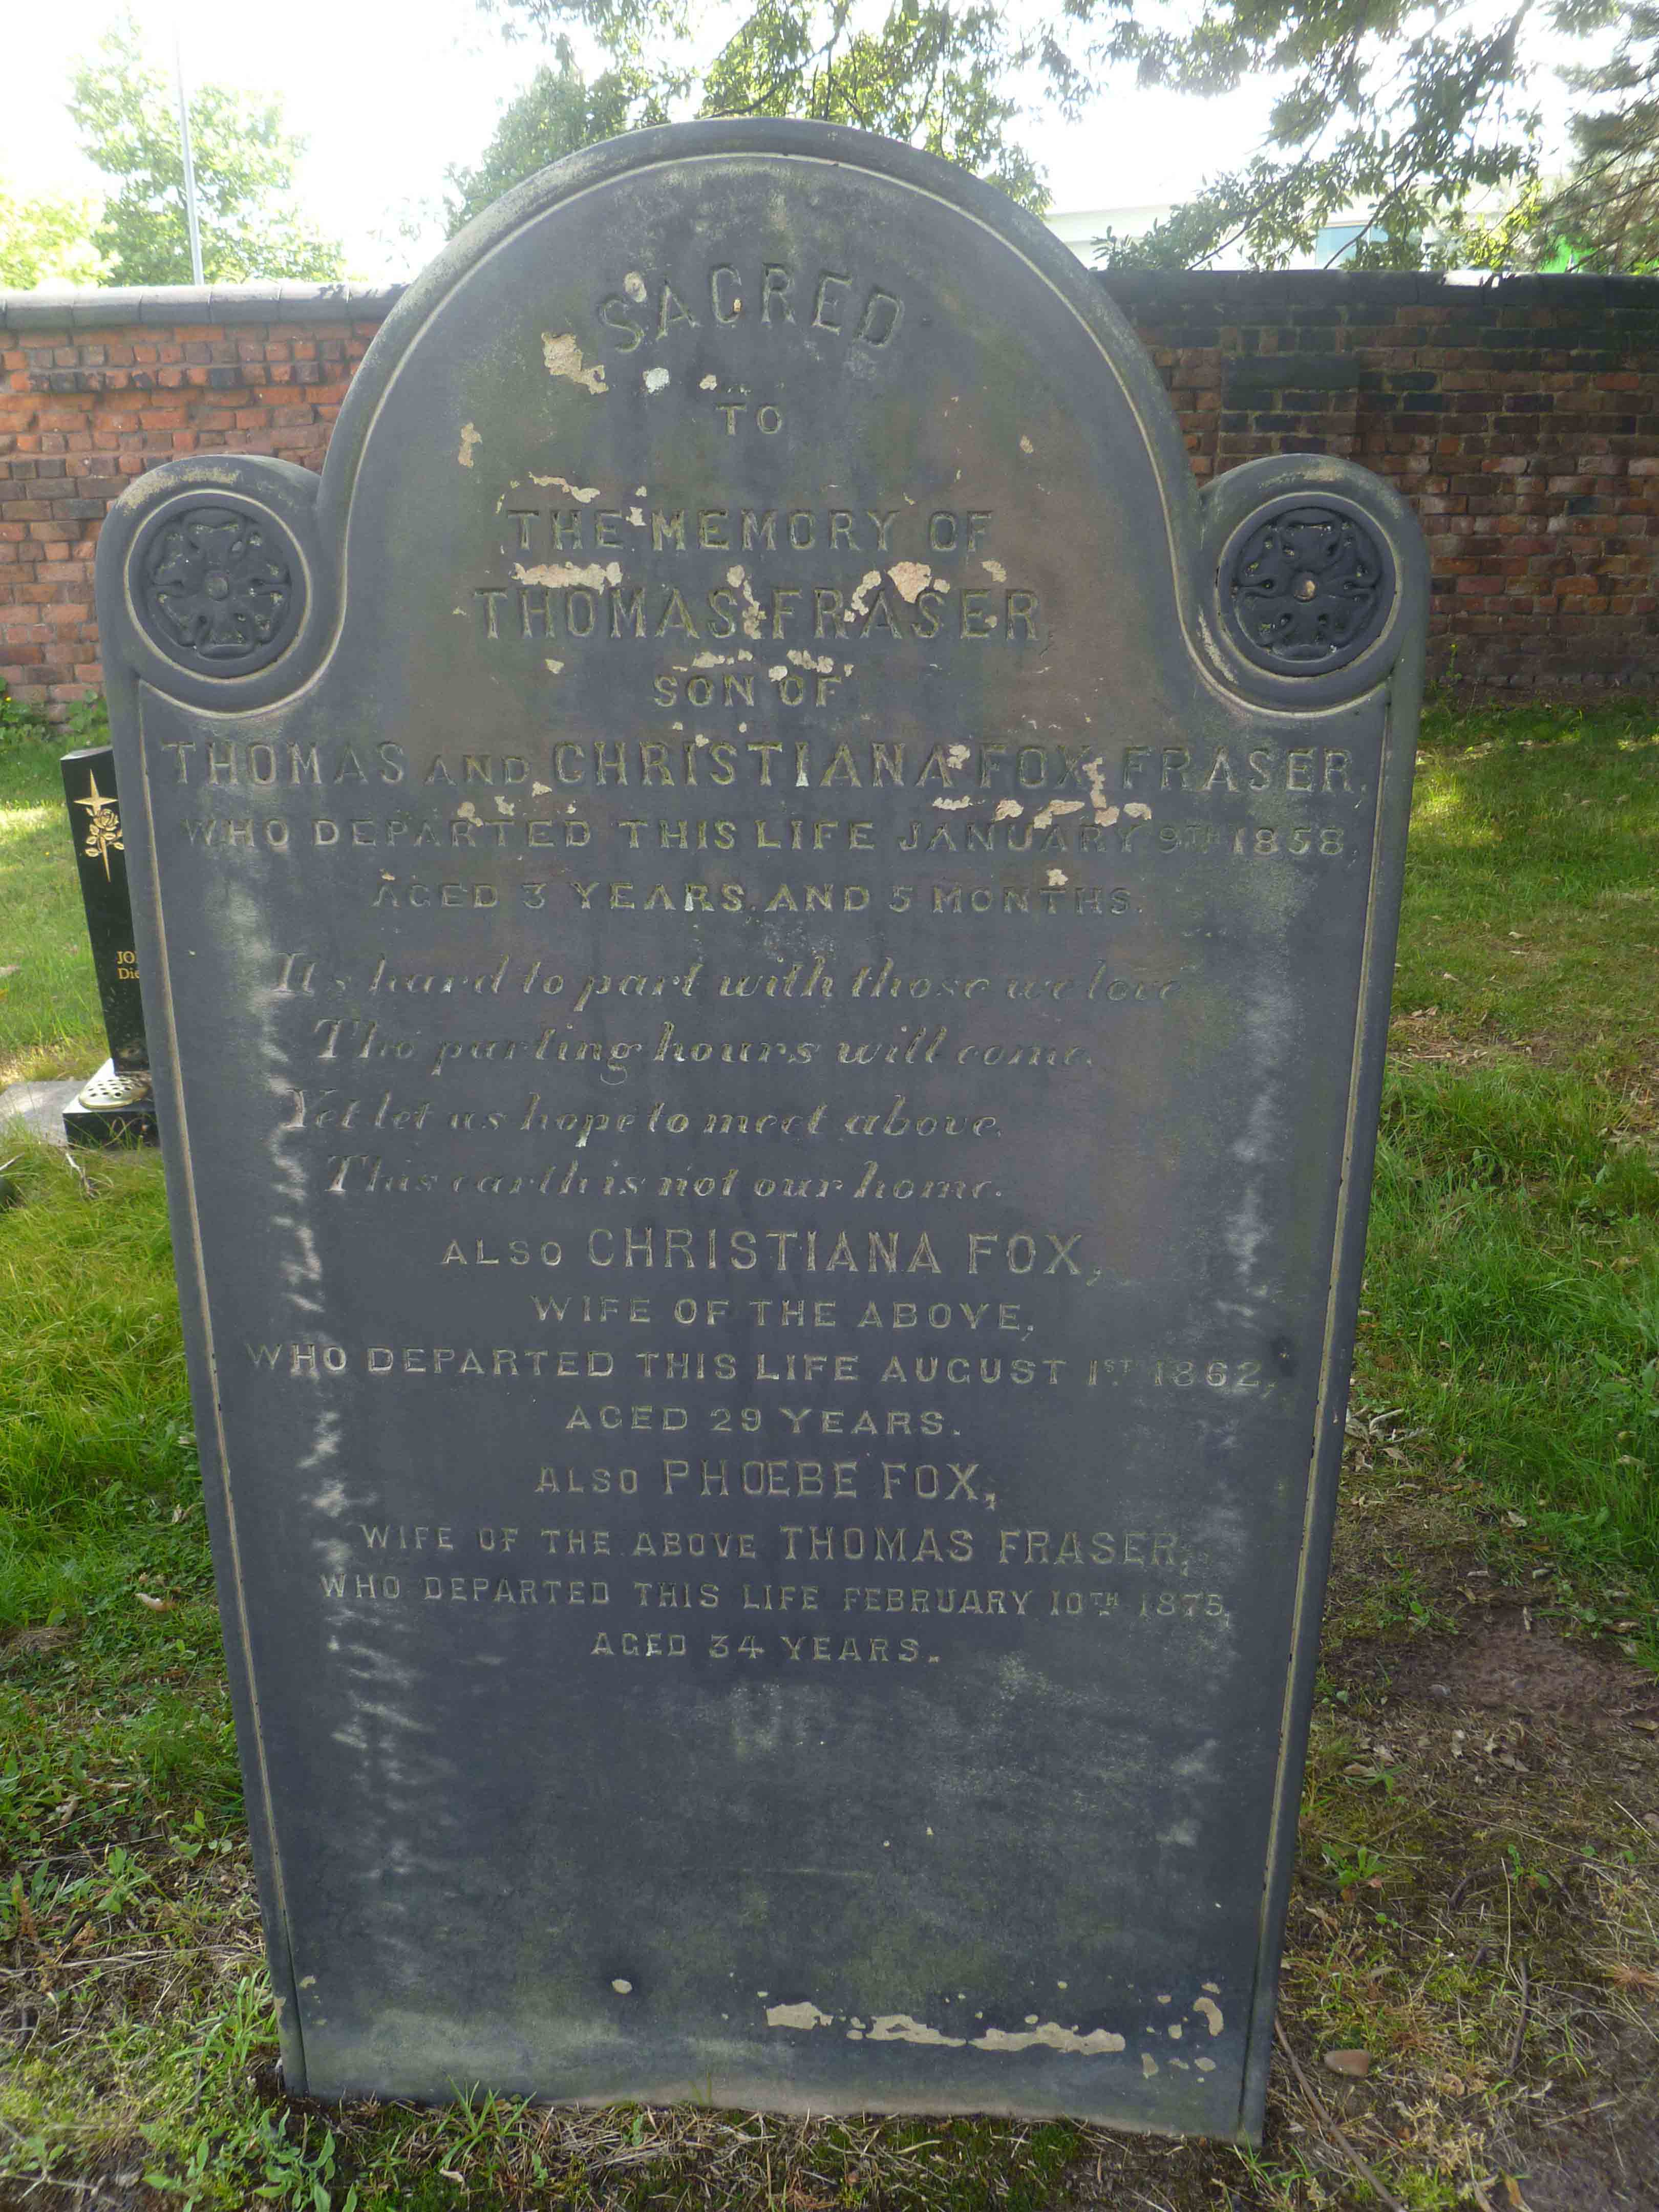 SACRED
TO
THE MEMORY OF
THOMAS FRASER,
SON OF
THOMAS AND CHRISTIANA FOX FRASER,
WHO DEPARTED THIS LIFE JANUARY 9TH 1858,
AGED 3 YEARS AND 5 MONTHS.
It's hard to part with those we love
Tho parting hours will come.
Yet let us hope to meet above.
This earth is not our home.
ALSO CHRISTIANA FOX,
WIFE OF THE ABOVE,
WHO DEPARTED THIS LIFE AUGUST 1ST 1862,
AGED 29 YEARS.
ALSO PHOEBE FOX,
WIFE OF THE ABOVE THOMAS FRASER,
WHO DEPARTED THIS LIFE FEBRUARY 10TH 1875,
AGED 34 YEARS.